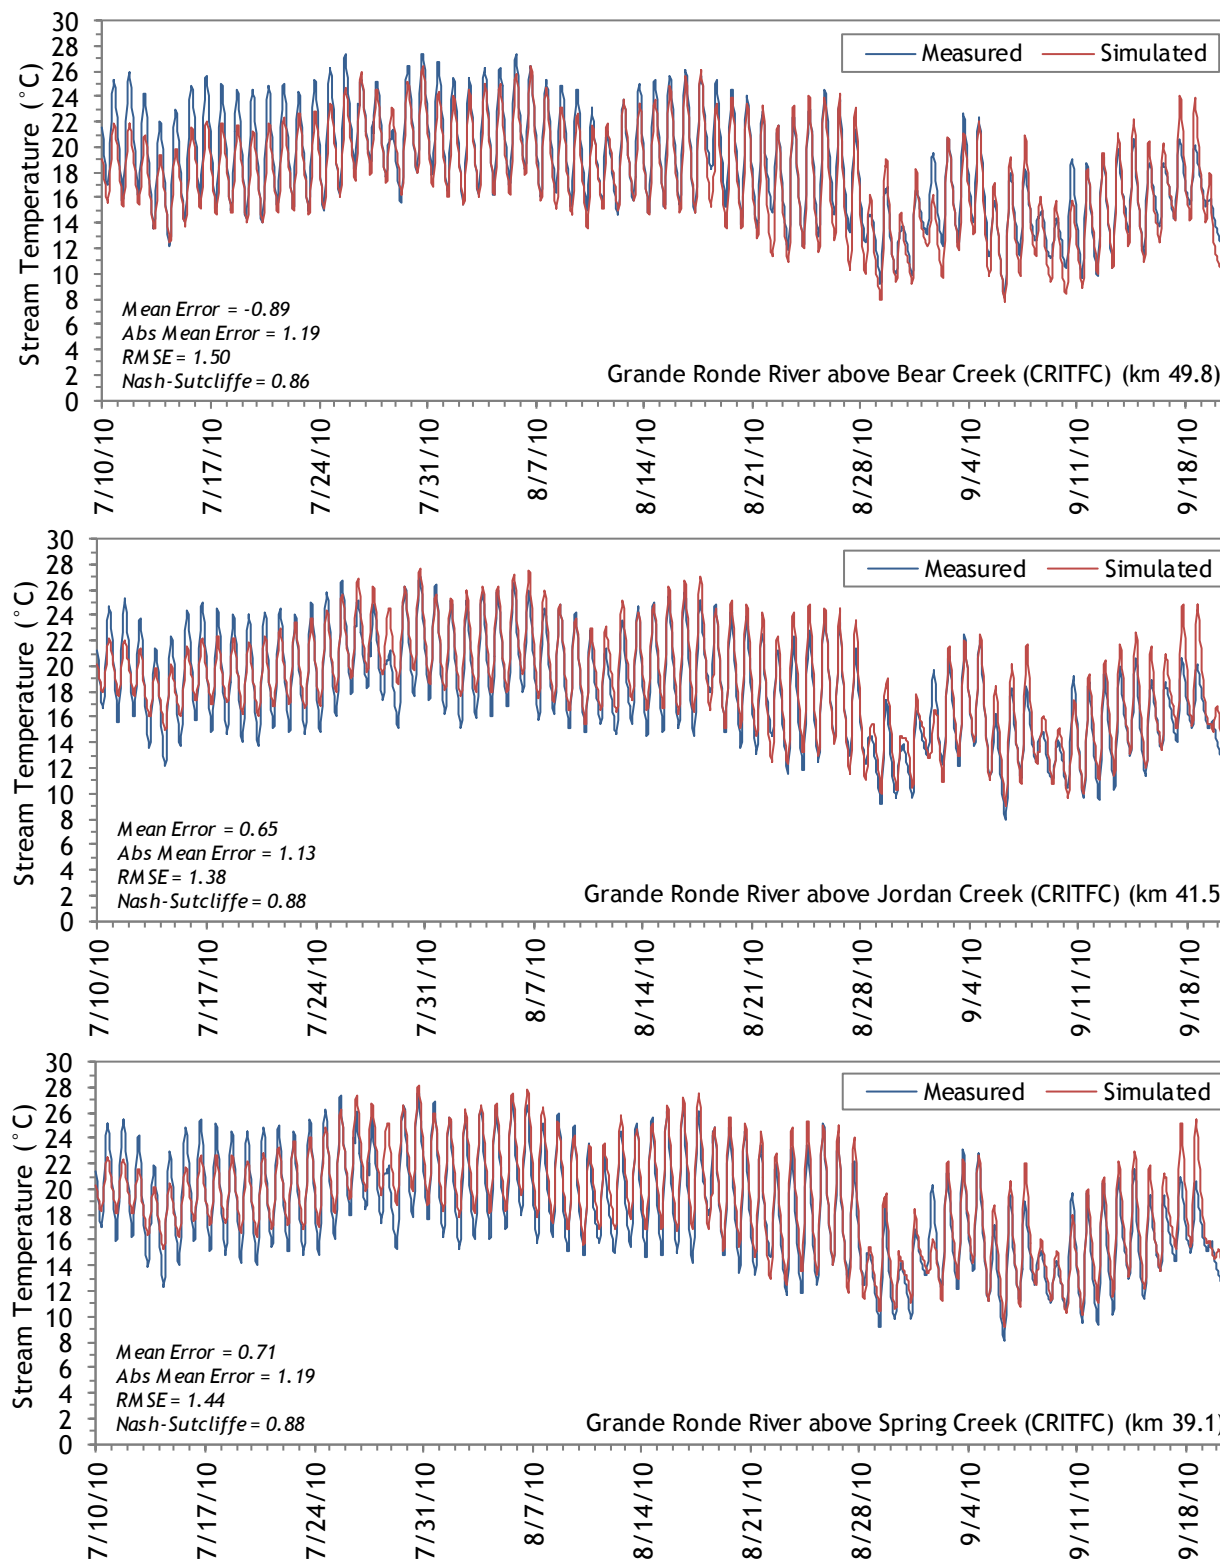 30
28
26
24
22
20
18
16
14
12
10
8
6
4
2
0
Stream Temperature (˚C)
Measured Simulated
Mean Error = -0.89
Abs Mean Error = 1.19
RMSE = 1.50
Nash-Sutcliffe = 0.86
Grande Ronde River above Bear Creek (CRITFC) (km 49.8)
7/10/10 7/17/10 7/24/10 7/31/10 8/7/10 8/14/10 8/21/10 8/28/10 9/4/10 9/11/10 9/18/10
30
28
26
24
22
20
18
16
14
12
10
8
6
4
2
0
Stream Temperature (˚C)
Measured Simulated
Mean Error = 0.65
Abs Mean Error = 1.13
RMSE = 1.38
Nash-Sutcliffe = 0.88
Grande Ronde River above Jordan Creek (CRITFC) (km 41.5
7/10/10 7/17/10 7/24/10 7/31/10 8/7/10 8/14/10 8/21/10 8/28/10 9/4/10 9/11/10 9/18/10
30
28
26
24
22
20
18
16
14
12
10
8
6
4
2
0
Stream Temperature (˚C)
Measured Simulated
Mean Error = 0.71
Abs Mean Error = 1.19
RMSE = 1.44
Nash-Sutcliffe = 0.88
Grande Ronde River above Spring Creek (CRITFC) (km 39.1)
7/10/10 7/17/10 7/24/10 7/31/10 8/7/10 8/14/10 8/21/10 8/28/10 9/4/10 9/11/10 9/18/10